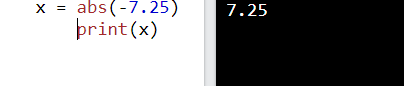 x = abs(-7.25)
print(x)
7.25